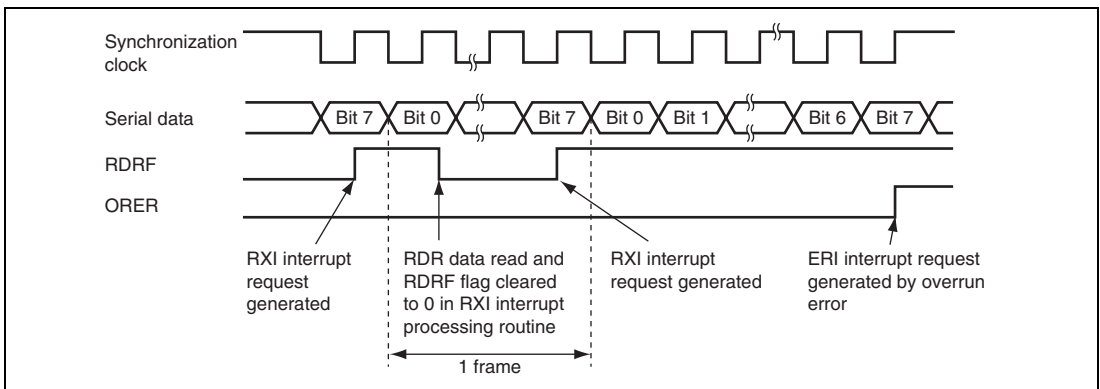 Synchronization
clock
Serial data
Bit 7 Bit 0 Bit 7 Bit 0 Bit 1 Bit 6 Bit 7
RDRF
ORER
RXI interrupt
request
generated
RDR data read and
RDRF flag cleared
to 0 in RXI interrupt
processing routine
RXI interrupt
request generated
ERI interrupt request
generated by overrun
error
1 frame